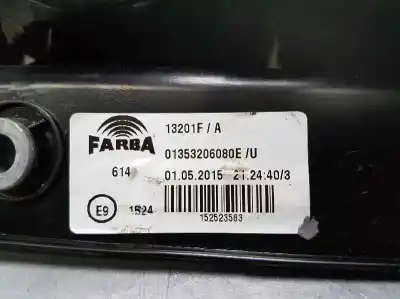 13201F / A
FARBA
01353206080E /U
614
01.05.2015 21:24:40/3
E9 1524
152523583